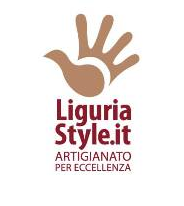 Liguria
Style.it
ARTIGIANATO
PER ECCELLENZA